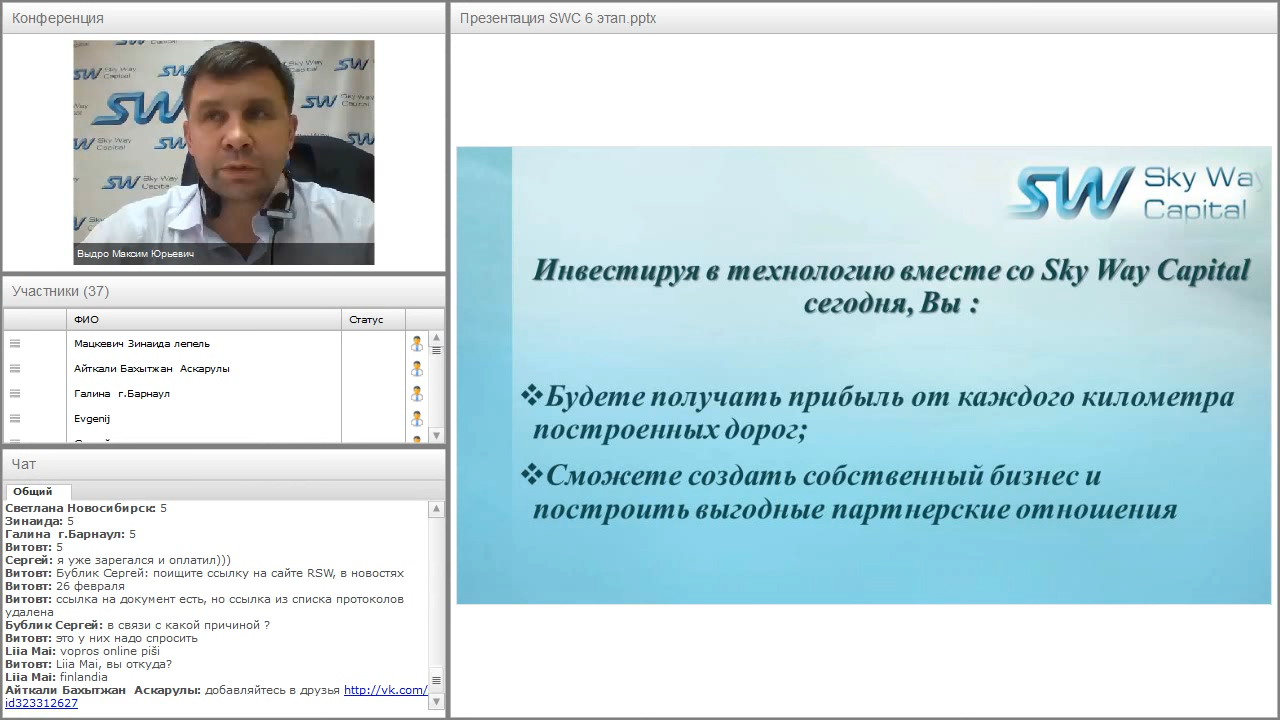 Конференция
SW Sky Way Capital
Выдро Максим Юрьевич
Участники (37)
ФИО Статус
Мацкевич Зинаида лепель
Айткали Бахытжан Аскарулы
Галина г.Барнаул
Evgenij
Чат
Общий
Светлана Новосибирск: 5
Зинаида: 5
Галина г.Барнаул: 5
Витовт: 5
Сергей: я уже зарегался и оплатил)))
Витовт: Бублик Сергей: поищите ссылку на сайте RSW, в новостях
Витовт: 26 февраля
Витовт: ссылка на документ есть, но ссылка из списка протоколов
удалена
Бублик Сергей: в связи с какой причиной ?
Витовт: это у них надо спросить
Liia Mai: vopros online piši
Витовт: Liia Mai, вы откуда?
Liia Mai: finlandia
Айткали Бахытжан Аскарулы: добавляйтесь в друзья http://vk.com/
id323312627
Презентация SWC 6 этап.pptx
SW Sky Way
Capital
Инвестируя в технологию вместе со Sky Way Capital
сегодня, Вы :
❖Будете получать прибыль от каждого километра
построенных дорог;
❖Сможете создать собственный бизнес и
построить выгодные партнерские отношения